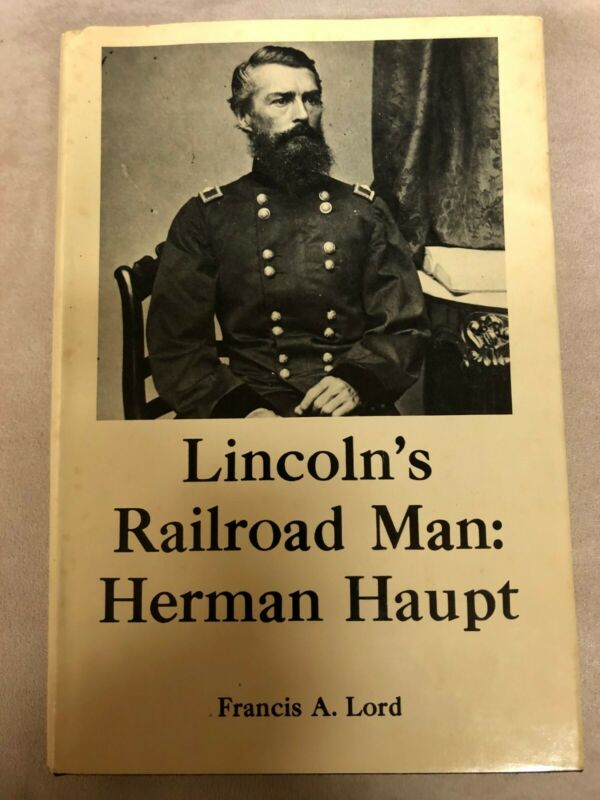 Lincoln's
Railroad Man:
Herman Haupt
Francis A. Lord